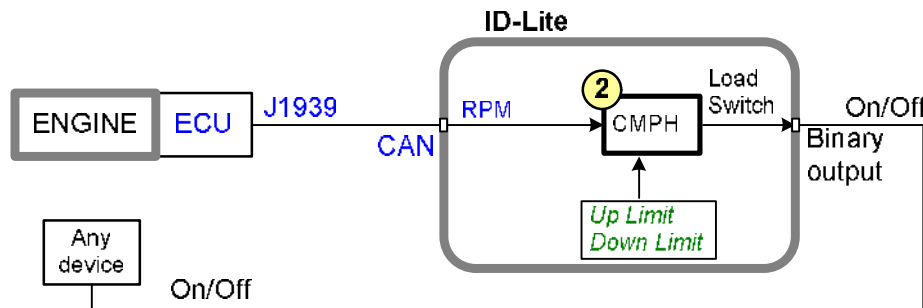 ID-Lite
ENGINE
ECU
J1939
CAN
RPM
2
CMPH
Load
Switch
On/Off
Binary
output
Up Limit
Down Limit
Any
device
On/Off